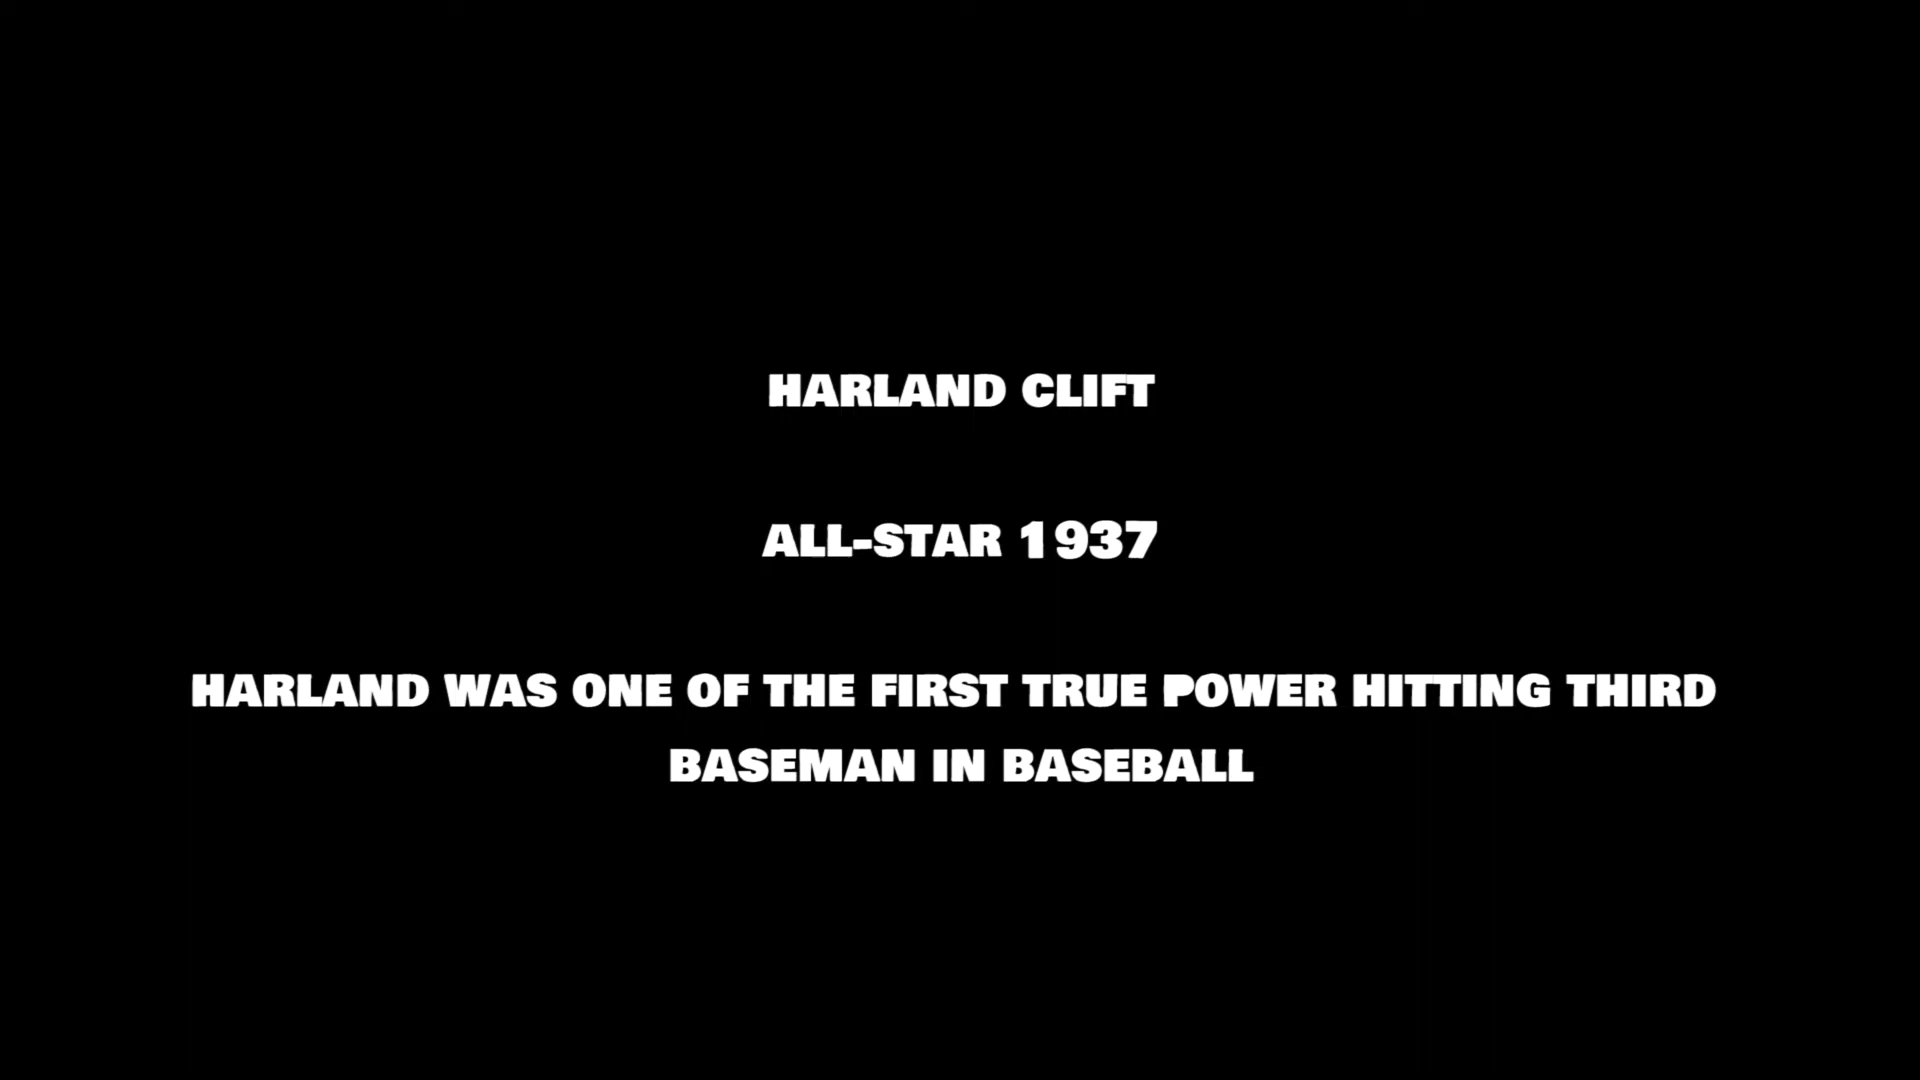 HARLAND CLIFT
ALL-STAR 1937
HARLAND WAS ONE OF THE FIRST TRUE POWER HITTING THIRD
BASEMAN IN BASEBALL